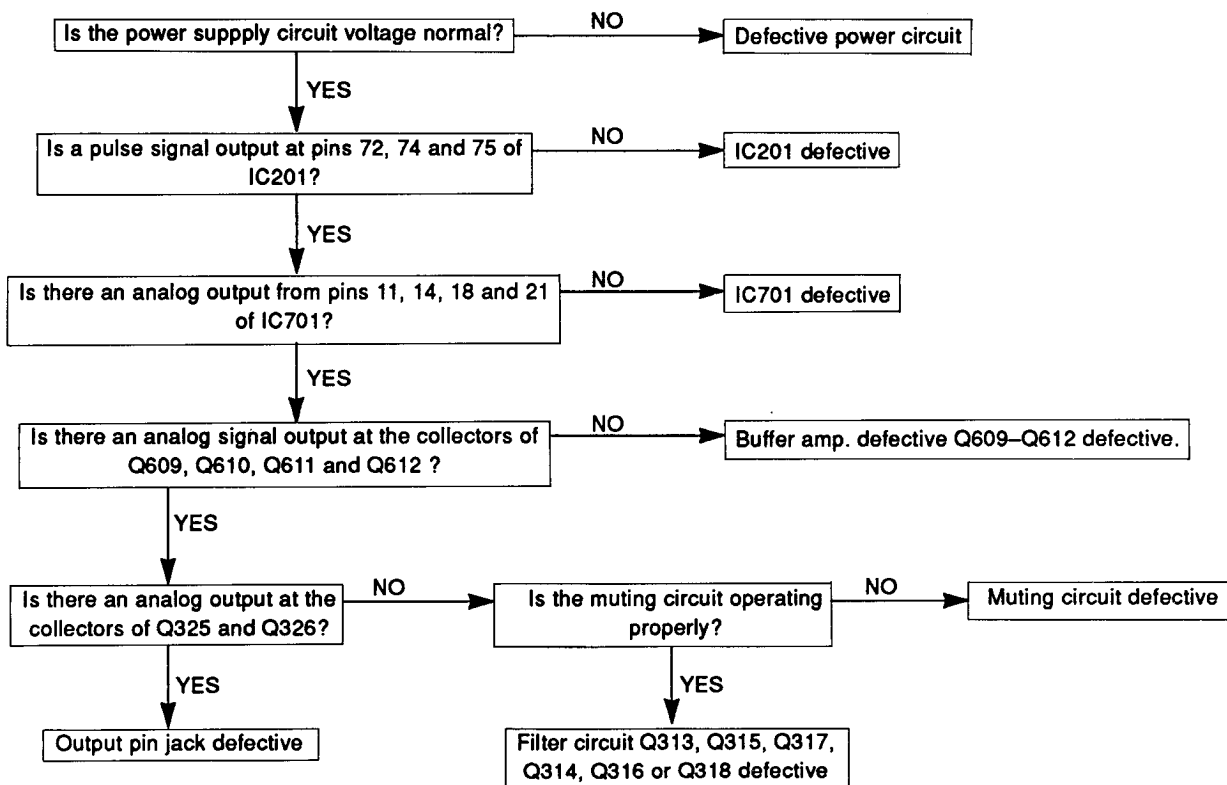 Is the power suppply circuit voltage normal?
NO
Defective power circuit
YES
Is a pulse signal output at pins 72, 74 and 75 of
IC201?
NO
IC201 defective
YES
Is there an analog output from pins 11, 14, 18 and 21
of IC701?
NO
IC701 defective
YES
Is there an analog signal output at the collectors of
Q609, Q610, Q611 and Q612 ?
NO
Buffer amp. defective Q609–Q612 defective.
YES
Is there an analog output at the
collectors of Q325 and Q326?
NO
Is the muting circuit operating
properly?
NO
Muting circuit defective
YES
Output pin jack defective
YES
Filter circuit Q313, Q315, Q317,
Q314, Q316 or Q318 defective